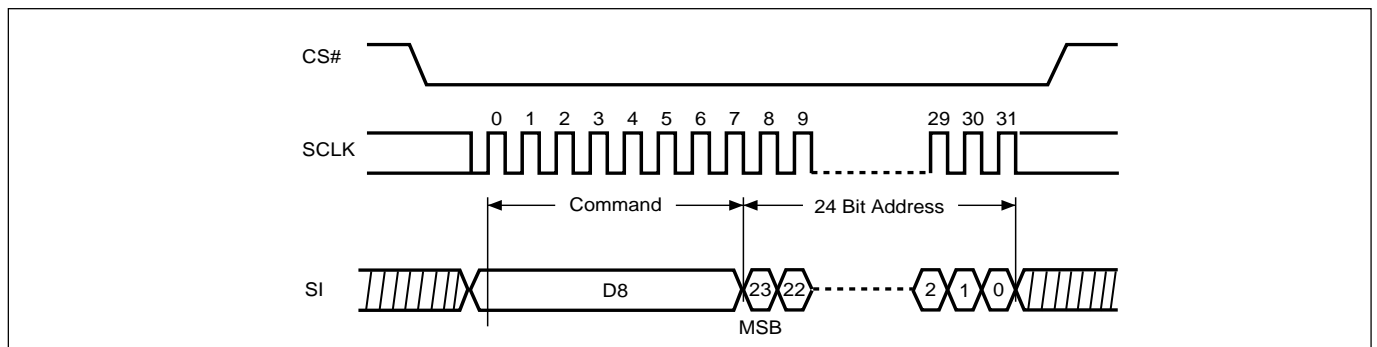 CS#
0 1 2 3 4 5 6 7 8 9 29 30 31
SCLK
Command 24 Bit Address
SI D8 23 22 2 1 0
MSB